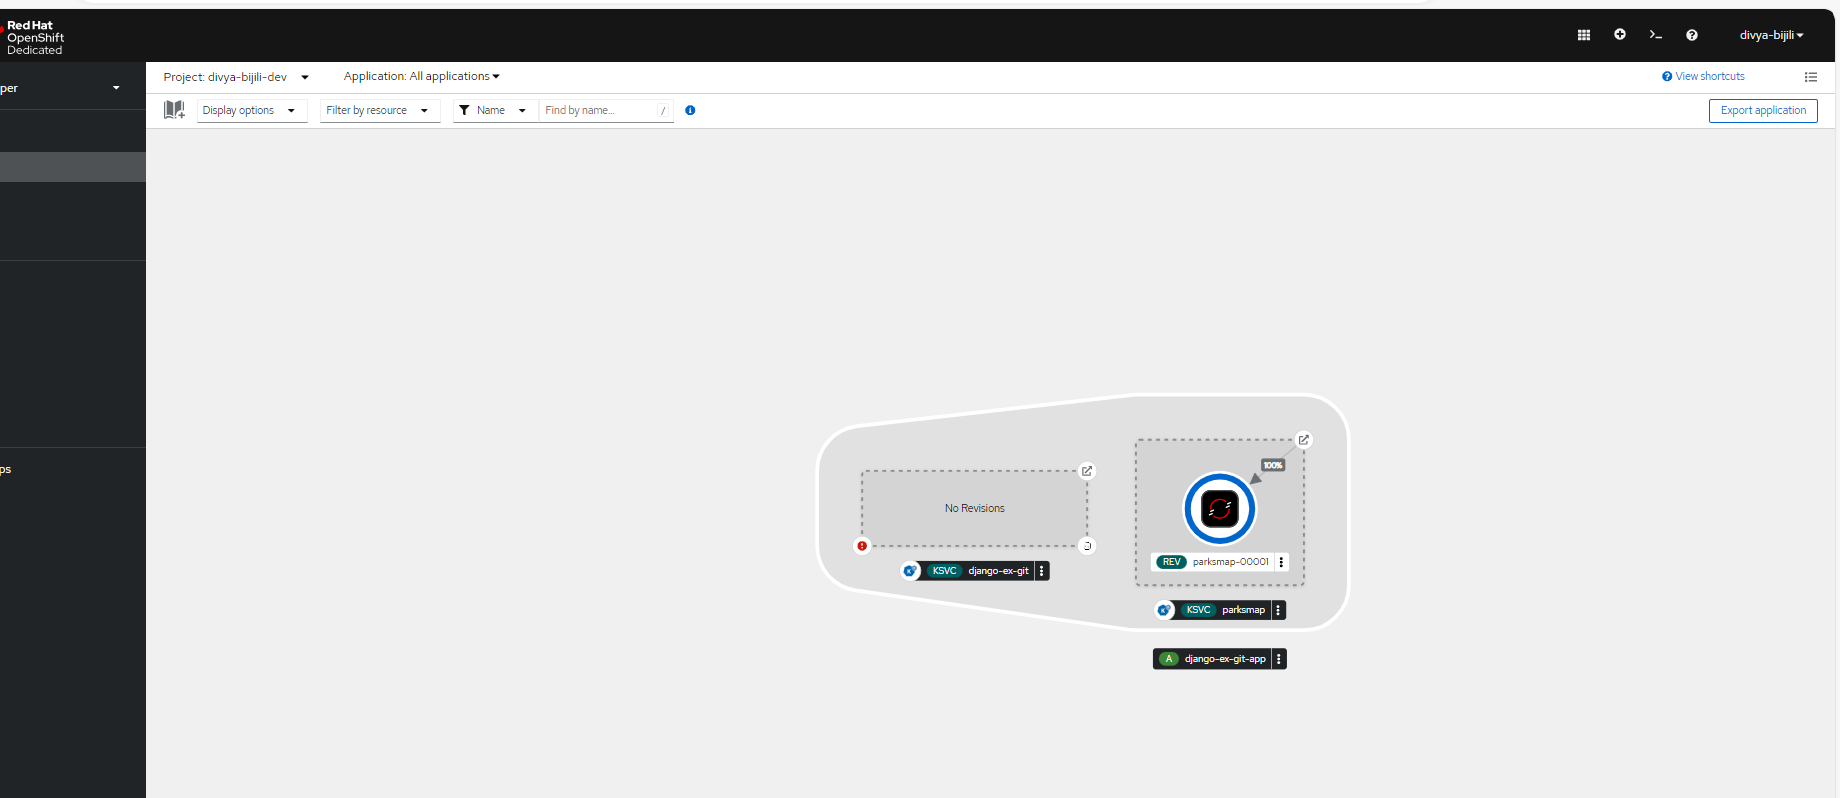 Red Hat
OpenShift
Dedicated
divya-bijili
per
Project: divya-bijili-dev
Application: All applications
View shortcuts
Display options
Filter by resource
Name
Find by name...
/
Export application
100%
No Revisions
REV parksmap-00001
KSVC django-ex-git
KSVC parksmap
ps
A django-ex-git-app